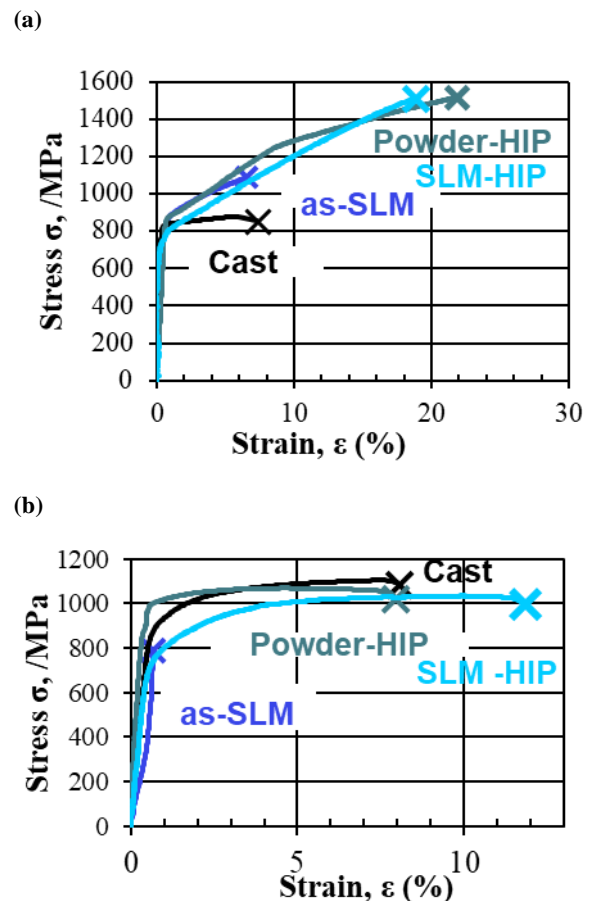 (a)
Stress σ, /MPa
1600
1400
1200
1000
800
600
400
200
0
Powder-HIP
SLM-HIP
as-SLM
Cast
0 10 20 30
Strain, ε (%)
(b)
Stress σ, /MPa
1200
1000
800
600
400
200
0
Cast
Powder-HIP
SLM -HIP
as-SLM
0 5 10
Strain, ε (%)